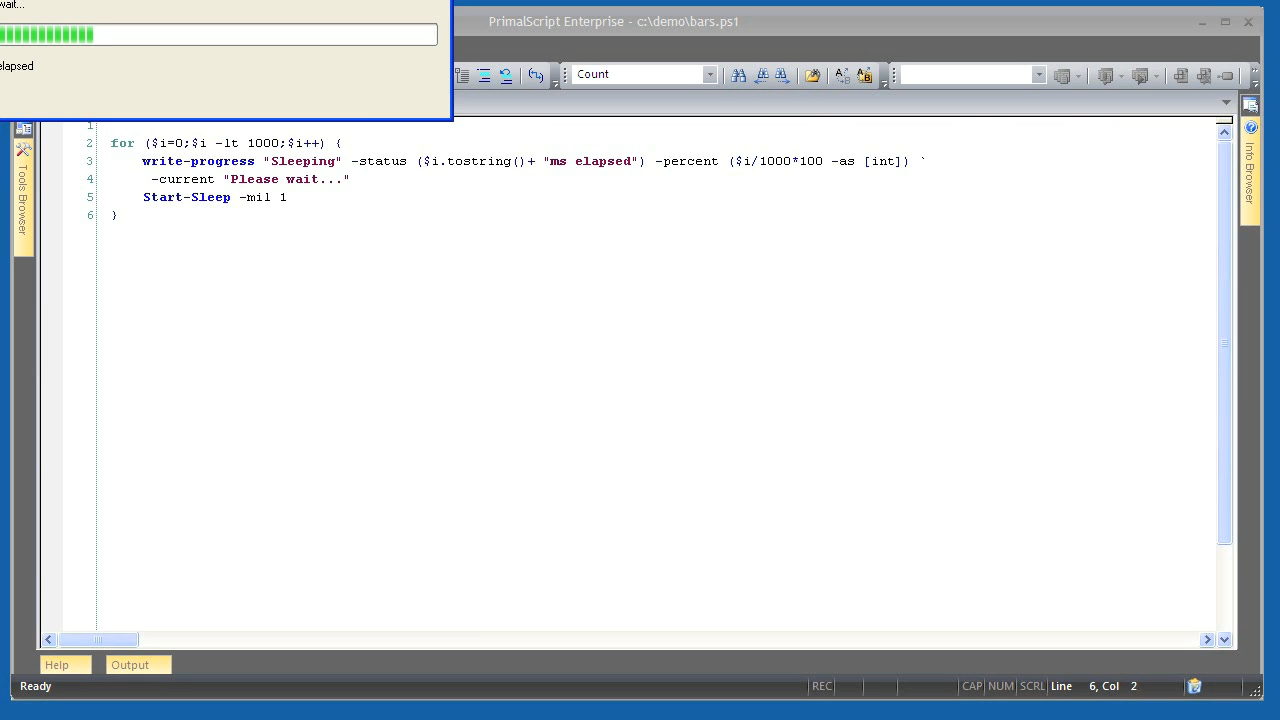 wait...
elapsed
PrimalScript Enterprise - c:\demo\bars.ps1
Count
1
2 for ($i=0;$i -lt 1000;$i++) {
3 write-progress "Sleeping" -status ($i.tostring()+ "ms elapsed") -percent ($i/1000*100 -as [int]) `
4 -current "Please wait..."
5 Start-Sleep -mil 1
6 }
Tools Browser
Info Browser
Help Output
Ready REC CAP NUM SCRL Line 6, Col 2